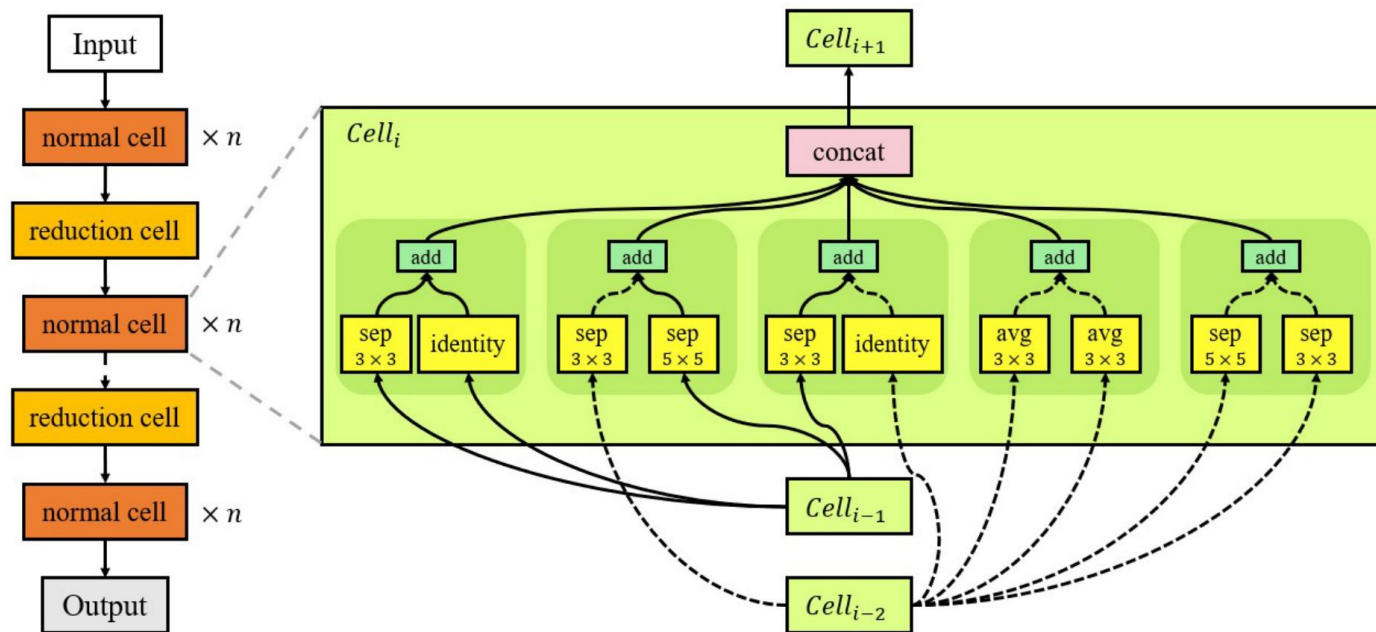 Input
normal cell
× n
reduction cell
normal cell
× n
reduction cell
normal cell
× n
Output
Cell_{i+1}
Cell_i
concat
add
add
add
add
add
sep
3 × 3
identity
sep
3 × 3
sep
5 × 5
sep
3 × 3
identity
avg
3 × 3
avg
3 × 3
sep
5 × 5
sep
3 × 3
Cell_{i−1}
Cell_{i−2}